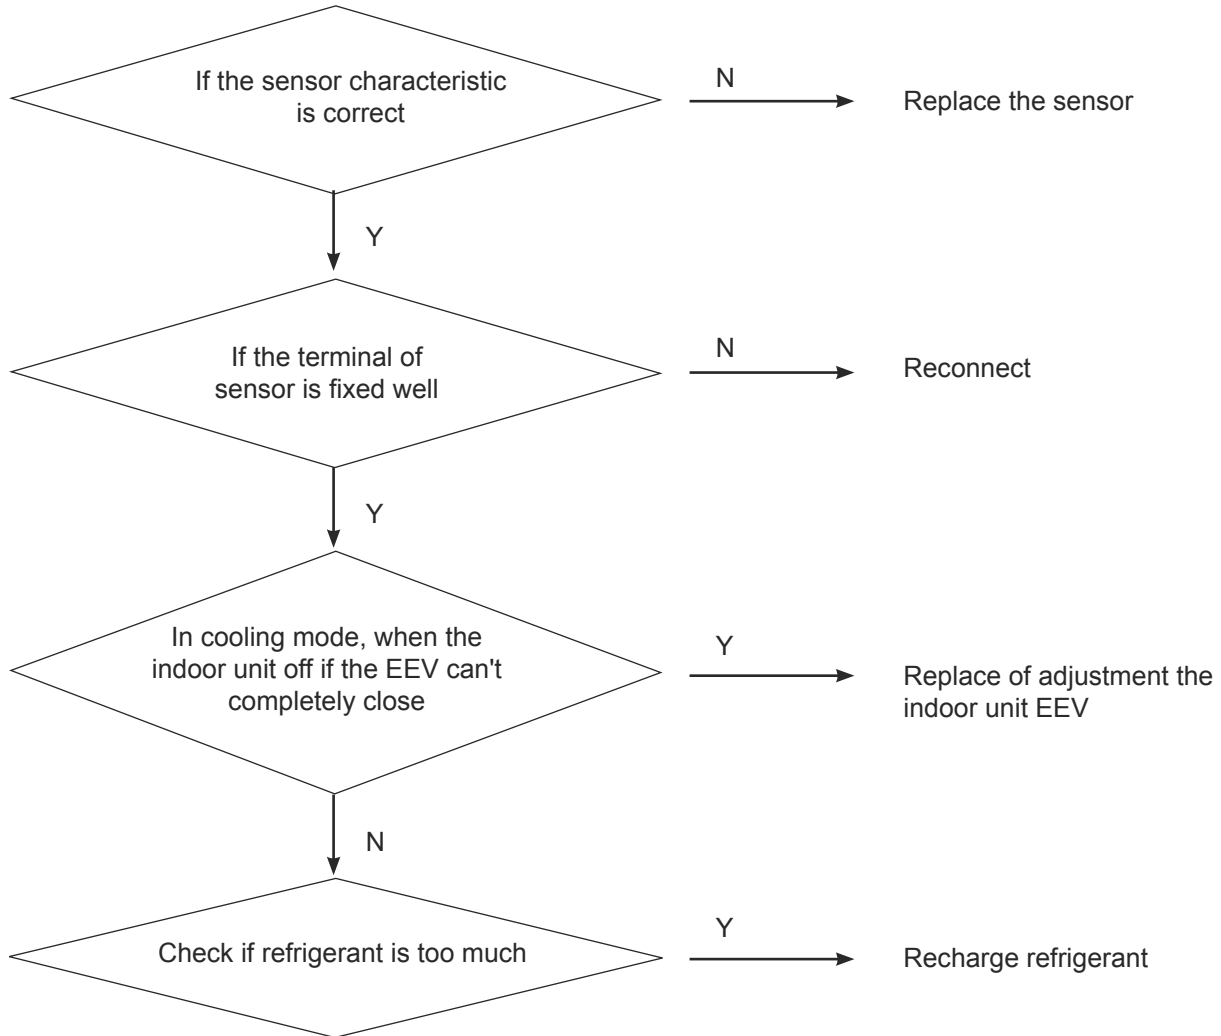 If the sensor characteristic
is correct
N
Replace the sensor
Y
If the terminal of
sensor is fixed well
N
Reconnect
Y
In cooling mode, when the
indoor unit off if the EEV can't
completely close
Y
Replace of adjustment the
indoor unit EEV
N
Check if refrigerant is too much
Y
Recharge refrigerant